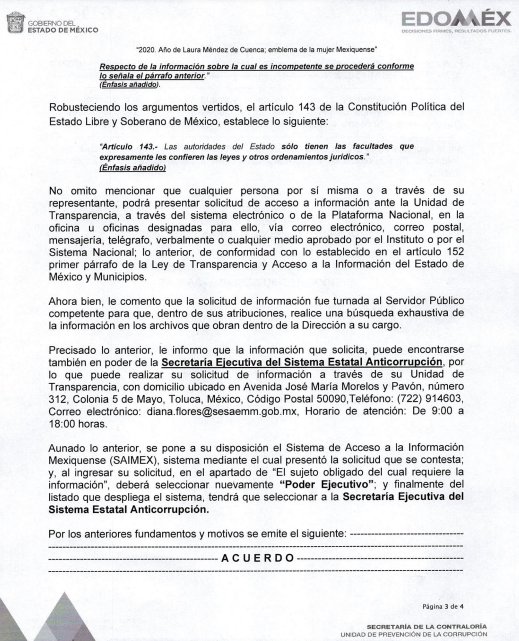 GOBIERNO DEL
ESTADO DE MÉXICO
EDOMÉX
DECISIONES FIRMES, RESULTADOS FUERTES.
"2020. Año de Laura Méndez de Cuenca; emblema de la mujer Mexiquense"
Respecto de la información sobre la cual es incompetente se procederá conforme
lo señala el párrafo anterior."
(Énfasis añadido).
Robusteciendo los argumentos vertidos, el artículo 143 de la Constitución Política del
Estado Libre y Soberano de México, establece lo siguiente:
"Artículo 143.- Las autoridades del Estado sólo tienen las facultades que
expresamente les confieren las leyes y otros ordenamientos jurídicos."
(Énfasis añadido)
No omito mencionar que cualquier persona por sí misma o a través de su
representante, podrá presentar solicitud de acceso a información ante la Unidad de
Transparencia, a través del sistema electrónico o de la Plataforma Nacional, en la
oficina u oficinas designadas para ello, vía correo electrónico, correo postal,
mensajería, telégrafo, verbalmente o cualquier medio aprobado por el Instituto o por el
Sistema Nacional; lo anterior, de conformidad con lo establecido en el artículo 152
primer párrafo de la Ley de Transparencia y Acceso a la Información del Estado de
México y Municipios.
Ahora bien, le comento que la solicitud de información fue turnada al Servidor Público
competente para que, dentro de sus atribuciones, realice una búsqueda exhaustiva de
la información en los archivos que obran dentro de la Dirección a su cargo.
Precisado lo anterior, le informo que la información que solicita, puede encontrarse
también en poder de la Secretaría Ejecutiva del Sistema Estatal Anticorrupción, por
lo que puede realizar su solicitud de información a través de su Unidad de
Transparencia, con domicilio ubicado en Avenida José María Morelos y Pavón, número
312, Colonia 5 de Mayo, Toluca, México, Código Postal 50090,Teléfono: (722) 914603,
Correo electrónico: diana.flores@sesaemm.gob.mx, Horario de atención: De 9:00 a
18:00 horas.
Aunado lo anterior, se pone a su disposición el Sistema de Acceso a la Información
Mexiquense (SAIMEX), sistema mediante el cual presentó la solicitud que se contesta;
y, al ingresar su solicitud, en el apartado de "El sujeto obligado del cual requiere la
información", deberá seleccionar nuevamente "Poder Ejecutivo"; y finalmente del
listado que despliega el sistema, tendrá que seleccionar a la Secretaría Ejecutiva del
Sistema Estatal Anticorrupción.
Por los anteriores fundamentos y motivos se emite el siguiente: ----------------------
A C U E R D O
Página 3 de 4
SECRETARÍA DE LA CONTRALORÍA
UNIDAD DE PREVENCIÓN DE LA CORRUPCIÓN